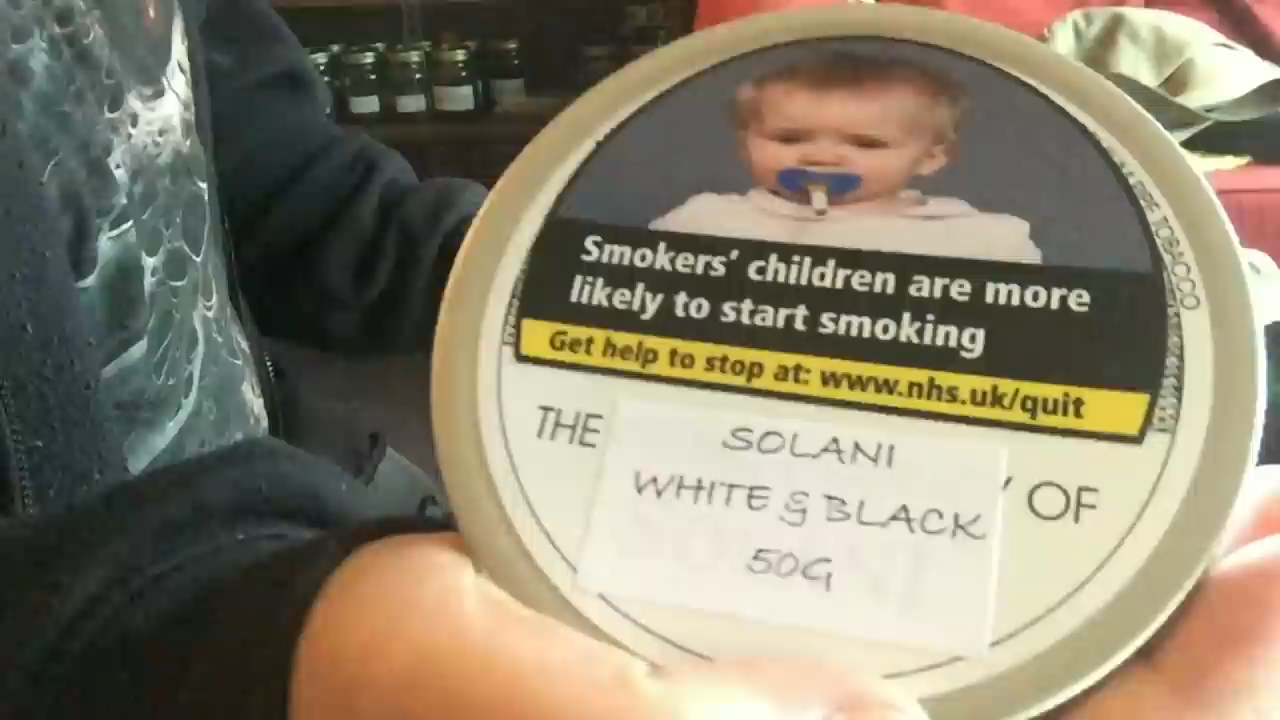 Smokers' children are more
likely to start smoking
Get help to stop at: www.nhs.uk/quit
THE
OF
SOLANI
WHITE & BLACK
50G
TOBACCO